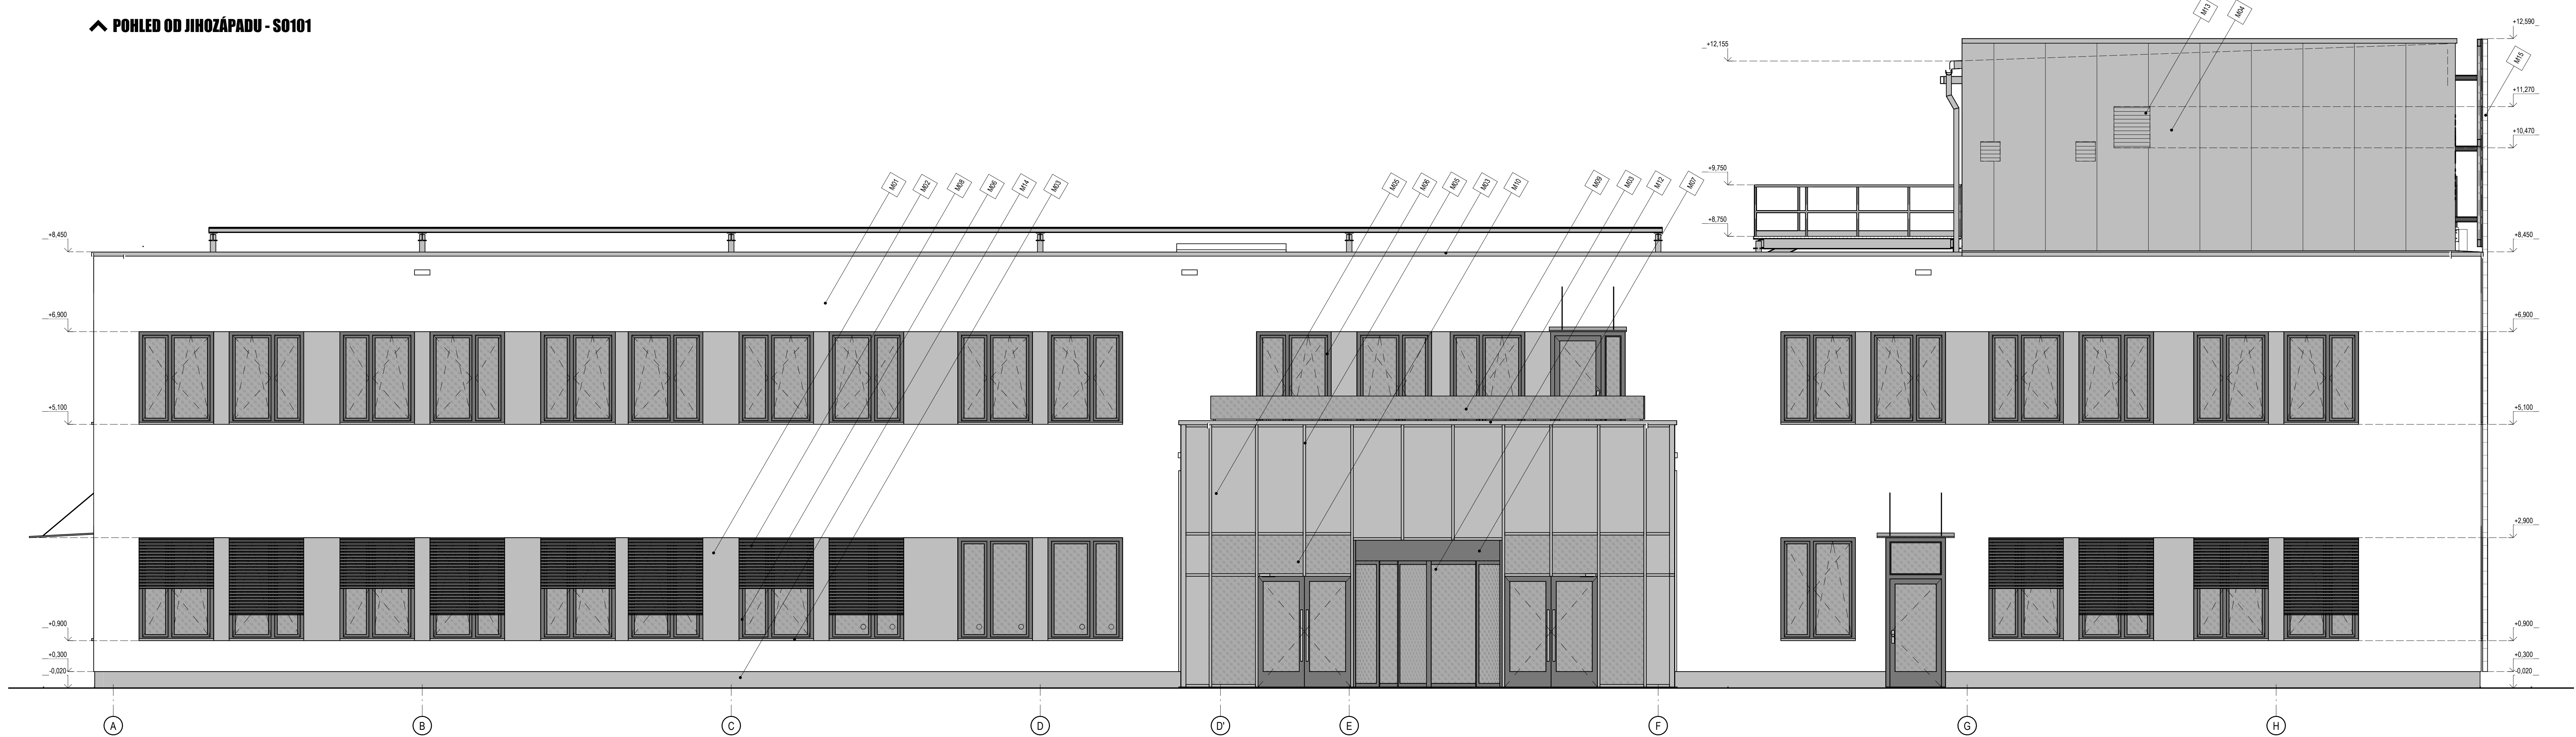 POHLED OD JIHOZÁPADU - SO101
M13
M04
+12,590
+12,155
M15
+11,270
+10,470
M01
M02
M08
M06
M14
M03
M05
M06
M05
M03
M10
M09
M03
M12
M07
+9,750
+8,750
+8,450
+8,450
+6,900
+6,900
+5,100
+5,100
+2,900
+0,900
+0,900
+0,300
+0,300
-0,020
-0,020
A
B
C
D
D'
E
F
G
H